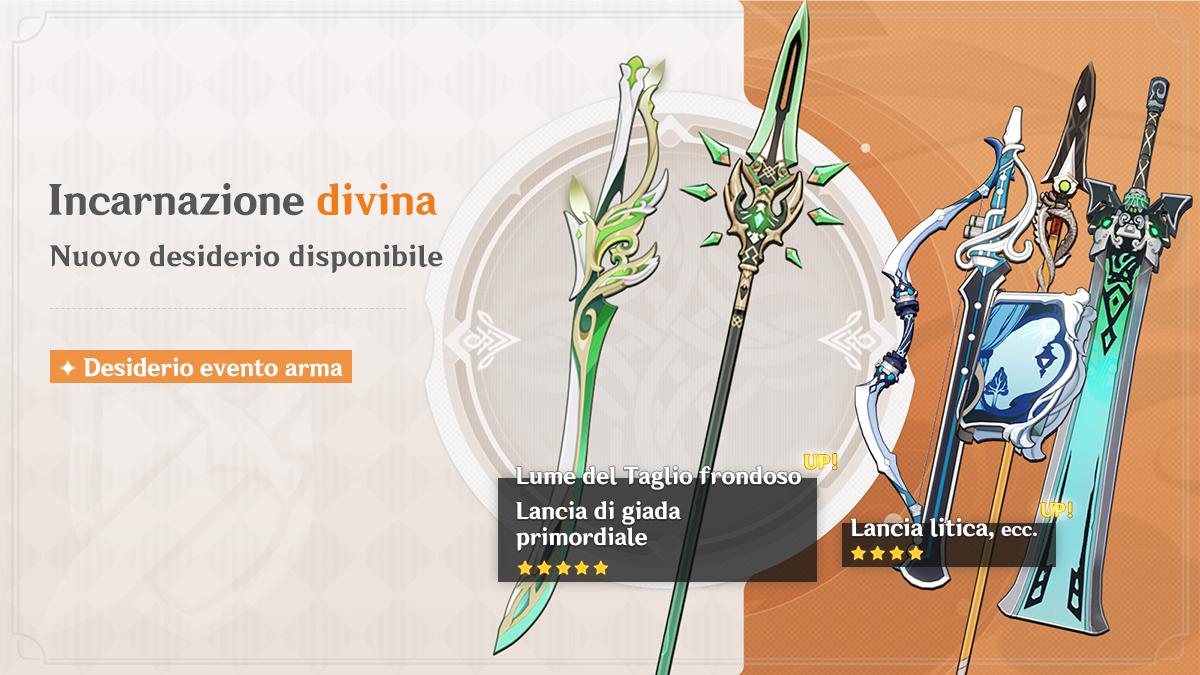 Incarnazione divina
Nuovo desiderio disponibile
✦ Desiderio evento arma
UP!
Lume del Taglio frondoso
Lancia di giada
primordiale
★★★★★
UP!
Lancia litica, ecc.
★★★★